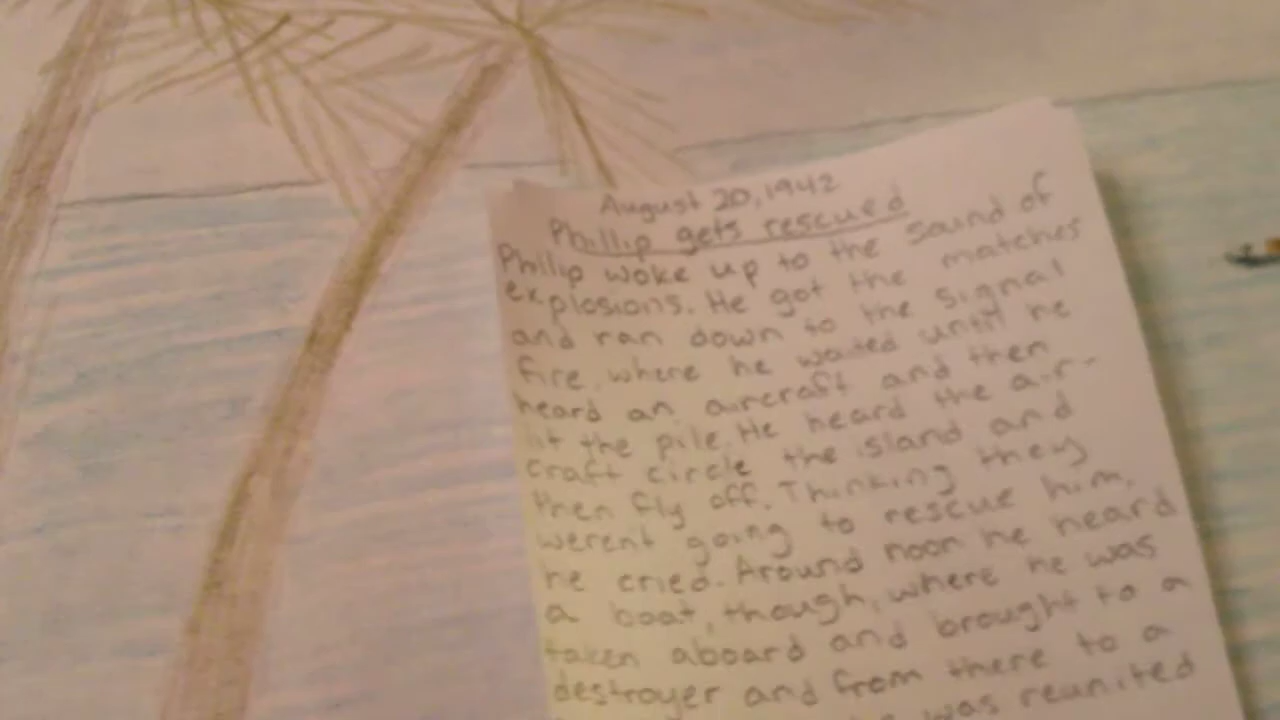 August 20, 1942
Phillip gets rescued
Phillip woke up to the sound of
explosions. He got the matches
and ran down to the signal
fire, where he waited until he
heard an aircraft and then
lit the pile. He heard the air-
craft circle the island and
then fly off. Thinking they
werent going to rescue him,
he cried. Around noon he heard
a boat, though, where he was
taken aboard and brought to a
destroyer and from there to a
he was reunited